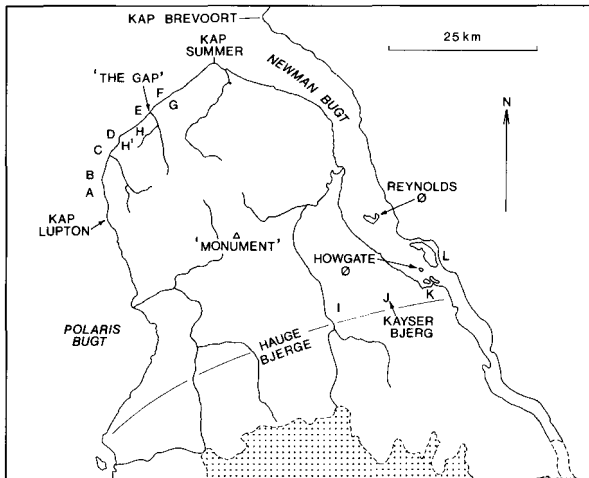 KAP BREVOORT
KAP
SUMMER
25 km
NEWMAN BUGT
'THE GAP'
F
G
E
N
H
D
H'
C
B
A
REYNOLDS
Ø
KAP
LUPTON
'MONUMENT'
HOWGATE
Ø
L
K
J
I
KAYSER
BJERG
POLARIS
BUGT
HAUGE
BJERGE